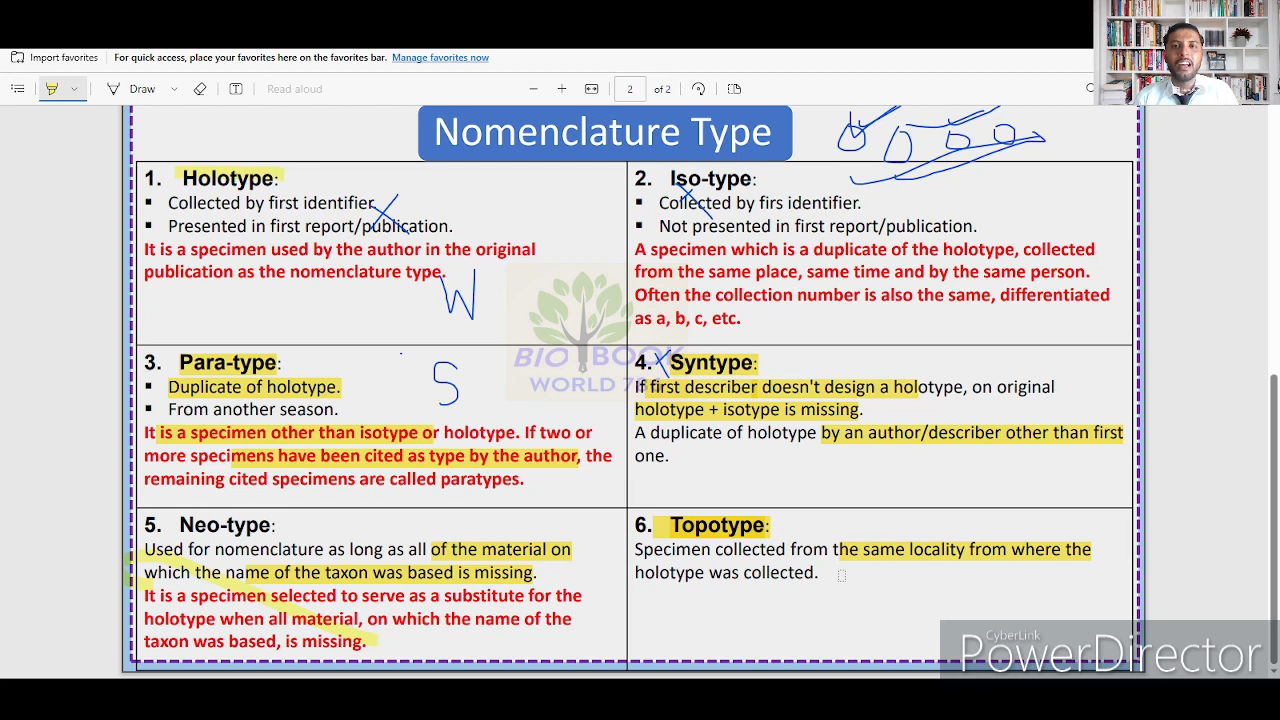 Import favorites
For quick access, place your favorites here on the favorites bar. Manage favorites now
Draw
Read aloud
2 of 2
Nomenclature Type
1. Holotype:
▪ Collected by first identifier.
▪ Presented in first report/publication.
It is a specimen used by the author in the original
publication as the nomenclature type.
W
2. Iso-type:
▪ Collected by firs identifier.
▪ Not presented in first report/publication.
A specimen which is a duplicate of the holotype, collected
from the same place, same time and by the same person.
Often the collection number is also the same, differentiated
as a, b, c, etc.
3. Para-type:
▪ Duplicate of holotype.
▪ From another season.
It is a specimen other than isotype or holotype. If two or
more specimens have been cited as type by the author, the
remaining cited specimens are called paratypes.
S
BIO BOOK
WORLD
4. Syntype:
If first describer doesn't design a holotype, on original
holotype + isotype is missing.
A duplicate of holotype by an author/describer other than first
one.
5. Neo-type:
Used for nomenclature as long as all of the material on
which the name of the taxon was based is missing.
It is a specimen selected to serve as a substitute for the
holotype when all material, on which the name of the
taxon was based, is missing.
6. Topotype:
Specimen collected from the same locality from where the
holotype was collected.
CyberLink
PowerDirector